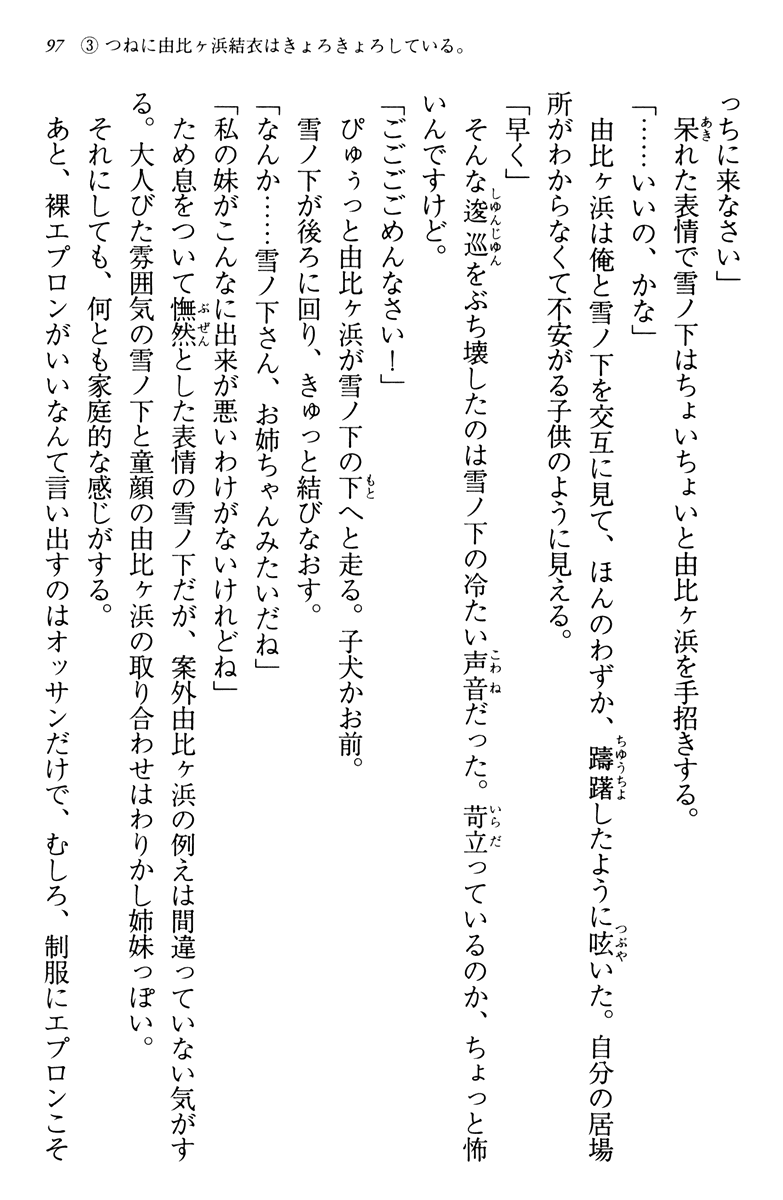 97　③ つねに由比ヶ浜結衣はきょろきょろしている。
っちに来なさい」
　呆れた表情で雪ノ下はちょいちょいと由比ヶ浜を手招きする。
「……いいの、かな」
　由比ヶ浜は俺と雪ノ下を交互に見て、ほんのわずか、躊躇したように呟いた。自分の居場
所がわからなくて不安がる子供のように見える。
「早く」
　そんな逡巡をぶち壊したのは雪ノ下の冷たい声音だった。苛立っているのか、ちょっと怖
いんですけど。
「ごごごごめんなさい！」
　ぴゅぅっと由比ヶ浜が雪ノ下の下へと走る。子犬かお前。
　雪ノ下が後ろに回り、きゅっと結びなおす。
「なんか……雪ノ下さん、お姉ちゃんみたいだね」
「私の妹がこんなに出来が悪いわけがないけれどね」
　ため息をついて憮然とした表情の雪ノ下だが、案外由比ヶ浜の例えは間違っていない気がす
る。大人びた雰囲気の雪ノ下と童顔の由比ヶ浜の取り合わせはわりかし姉妹っぽい。
　それにしても、何とも家庭的な感じがする。
　あと、裸エプロンがいいなんて言い出すのはオッサンだけで、むしろ、制服にエプロンこそ